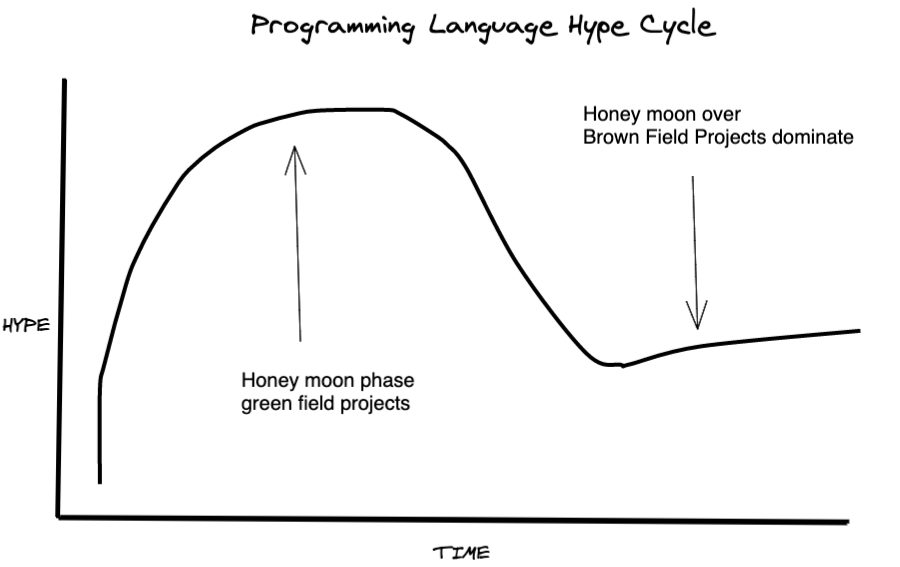 Programming Language Hype Cycle
Honey moon over
Brown Field Projects dominate
HYPE
Honey moon phase
green field projects
TIME